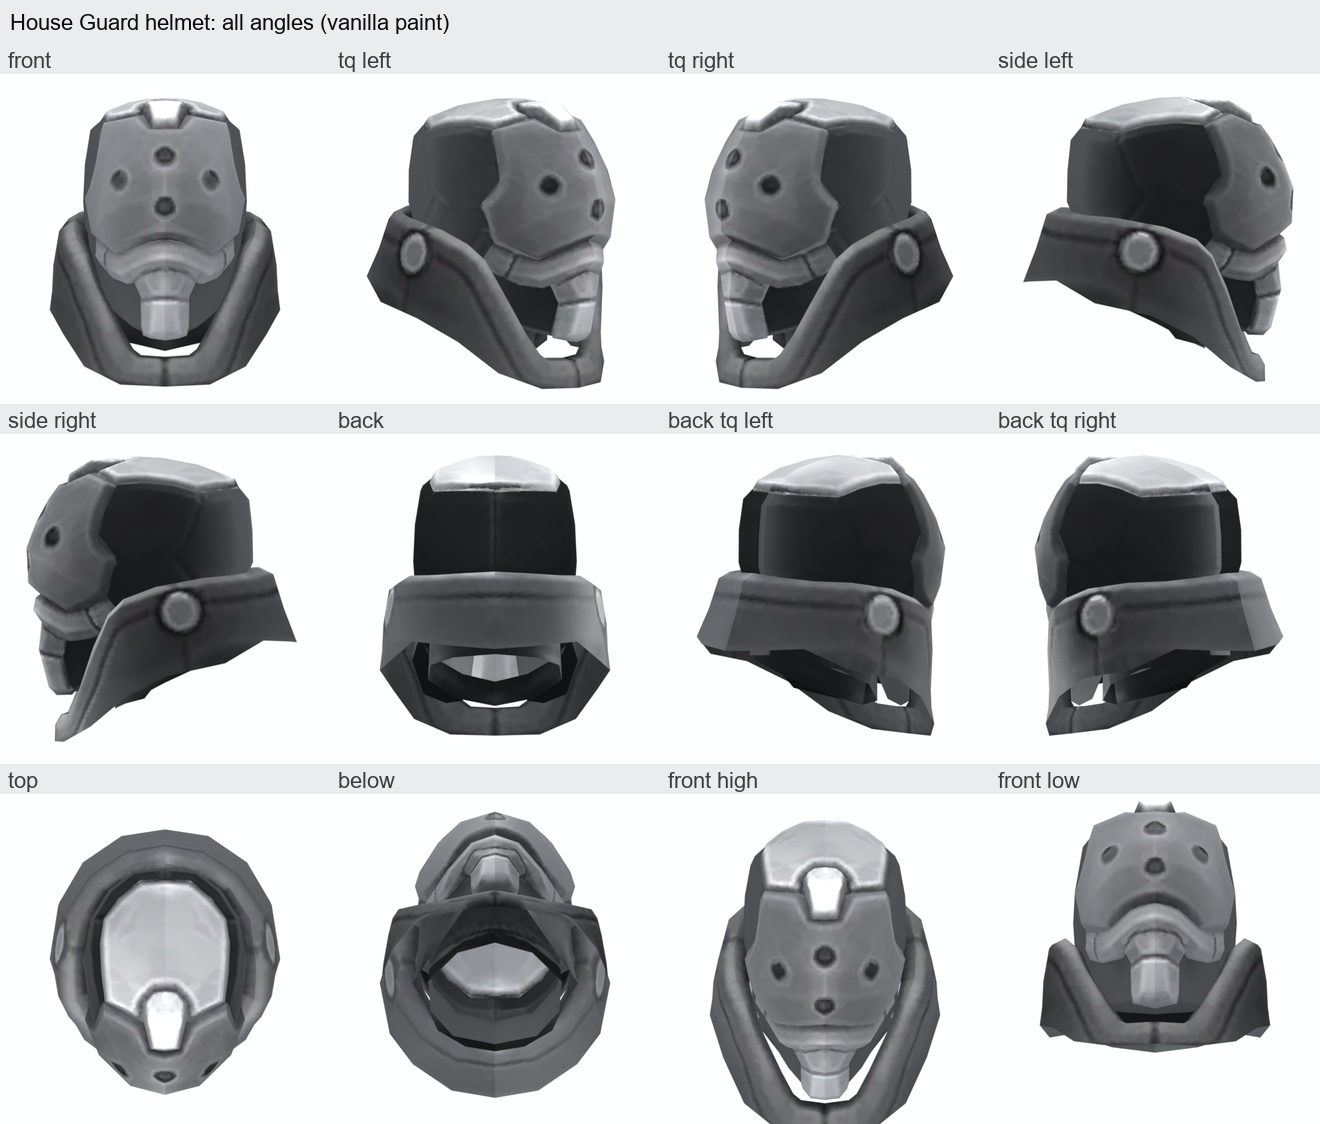 House Guard helmet: all angles (vanilla paint)
front
tq left
tq right
side left
side right
back
back tq left
back tq right
top
below
front high
front low